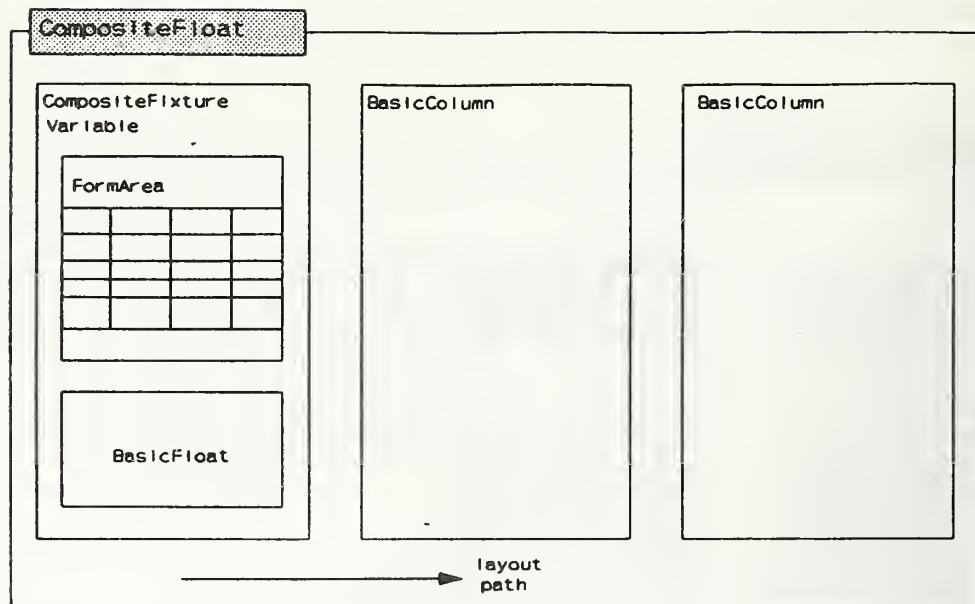 CompositeFloat
CompositeFixture
Variable
FormArea
BasicFloat
BasicColumn
BasicColumn
layout
path